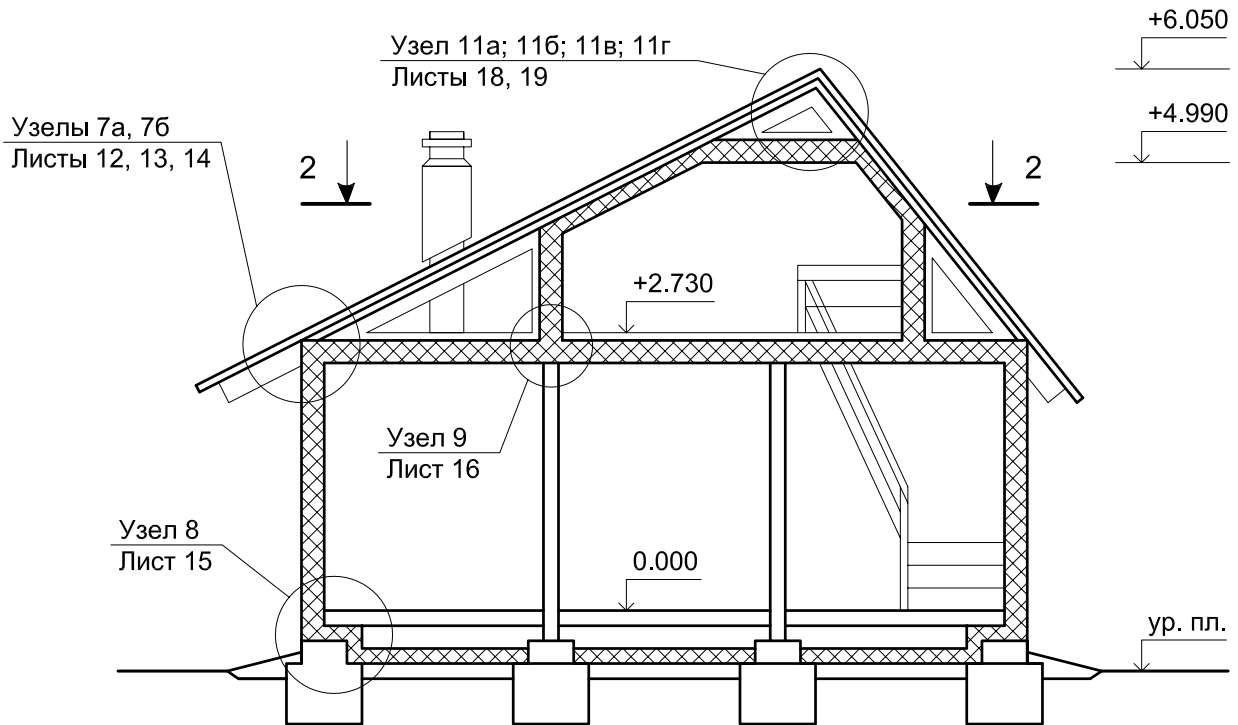 +6.050
Узел 11а; 11б; 11в; 11г
Листы 18, 19
+4.990
Узелы 7а, 7б
Листы 12, 13, 14
2
2
+2.730
Узел 9
Лист 16
Узел 8
Лист 15
0.000
ур. пл.